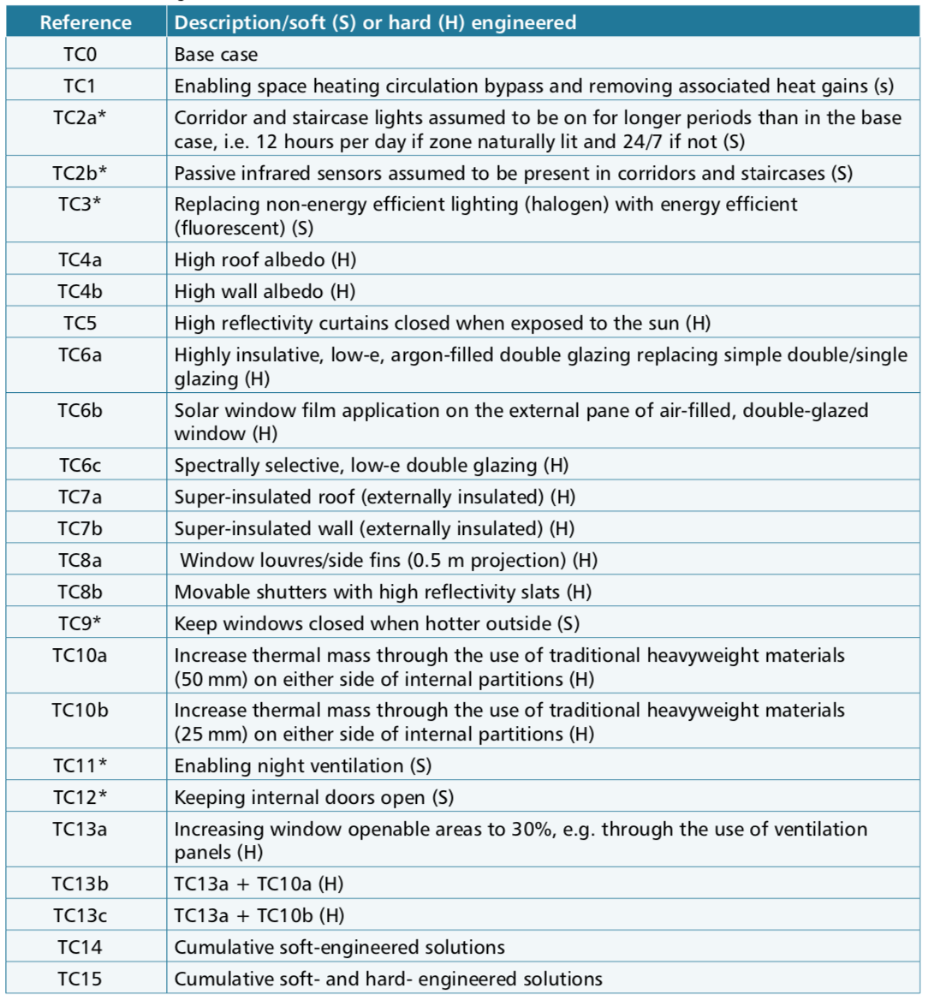 Reference Description/soft (S) or hard (H) engineered
TC0 Base case
TC1 Enabling space heating circulation bypass and removing associated heat gains (s)
TC2a* Corridor and staircase lights assumed to be on for longer periods than in the base
case, i.e. 12 hours per day if zone naturally lit and 24/7 if not (S)
TC2b* Passive infrared sensors assumed to be present in corridors and staircases (S)
TC3* Replacing non-energy efficient lighting (halogen) with energy efficient
(fluorescent) (S)
TC4a High roof albedo (H)
TC4b High wall albedo (H)
TC5 High reflectivity curtains closed when exposed to the sun (H)
TC6a Highly insulative, low-e, argon-filled double glazing replacing simple double/single
glazing (H)
TC6b Solar window film application on the external pane of air-filled, double-glazed
window (H)
TC6c Spectrally selective, low-e double glazing (H)
TC7a Super-insulated roof (externally insulated) (H)
TC7b Super-insulated wall (externally insulated) (H)
TC8a Window louvres/side fins (0.5 m projection) (H)
TC8b Movable shutters with high reflectivity slats (H)
TC9* Keep windows closed when hotter outside (S)
TC10a Increase thermal mass through the use of traditional heavyweight materials
(50 mm) on either side of internal partitions (H)
TC10b Increase thermal mass through the use of traditional heavyweight materials
(25 mm) on either side of internal partitions (H)
TC11* Enabling night ventilation (S)
TC12* Keeping internal doors open (S)
TC13a Increasing window openable areas to 30%, e.g. through the use of ventilation
panels (H)
TC13b TC13a + TC10a (H)
TC13c TC13a + TC10b (H)
TC14 Cumulative soft-engineered solutions
TC15 Cumulative soft- and hard- engineered solutions